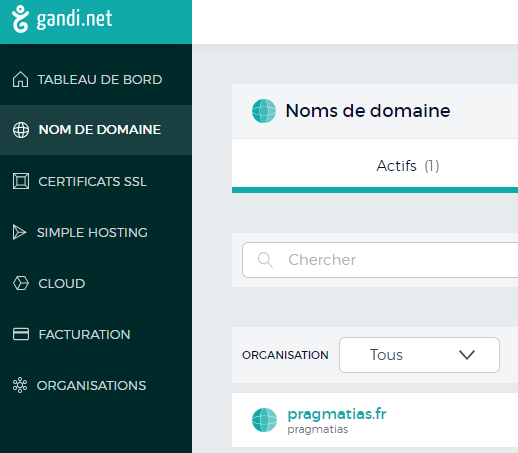 gandi.net
TABLEAU DE BORD
NOM DE DOMAINE
CERTIFICATS SSL
SIMPLE HOSTING
CLOUD
FACTURATION
ORGANISATIONS
Noms de domaine
Actifs (1)
Chercher
ORGANISATION Tous
pragmatias.fr
pragmatias